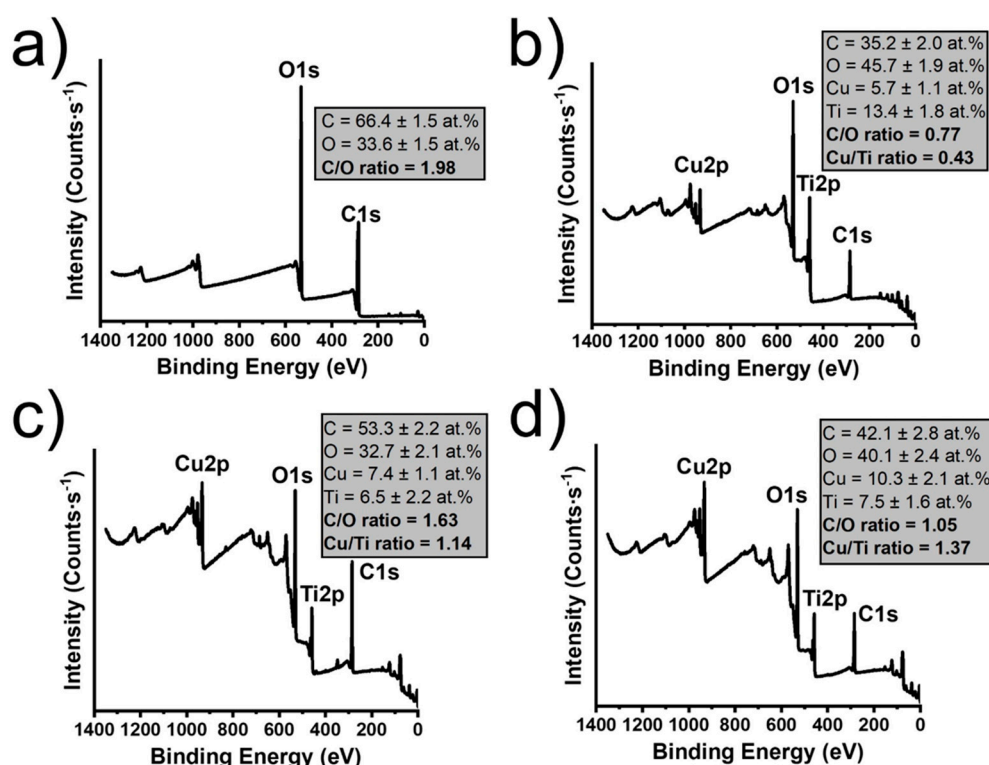 a)
Intensity (Counts·s⁻¹)
O1s
C = 66.4 ± 1.5 at.%
O = 33.6 ± 1.5 at.%
C/O ratio = 1.98
C1s
1400 1200 1000 800 600 400 200 0
Binding Energy (eV)
b)
Intensity (Counts·s⁻¹)
C = 35.2 ± 2.0 at.%
O = 45.7 ± 1.9 at.%
Cu = 5.7 ± 1.1 at.%
Ti = 13.4 ± 1.8 at.%
C/O ratio = 0.77
Cu/Ti ratio = 0.43
O1s
Cu2p
Ti2p
C1s
1400 1200 1000 800 600 400 200 0
Binding Energy (eV)
c)
Intensity (Counts·s⁻¹)
C = 53.3 ± 2.2 at.%
O = 32.7 ± 2.1 at.%
Cu = 7.4 ± 1.1 at.%
Ti = 6.5 ± 2.2 at.%
C/O ratio = 1.63
Cu/Ti ratio = 1.14
Cu2p
O1s
C1s
Ti2p
1400 1200 1000 800 600 400 200 0
Binding Energy (eV)
d)
Intensity (Counts·s⁻¹)
C = 42.1 ± 2.8 at.%
O = 40.1 ± 2.4 at.%
Cu = 10.3 ± 2.1 at.%
Ti = 7.5 ± 1.6 at.%
C/O ratio = 1.05
Cu/Ti ratio = 1.37
Cu2p
O1s
Ti2p
C1s
1400 1200 1000 800 600 400 200 0
Binding Energy (eV)